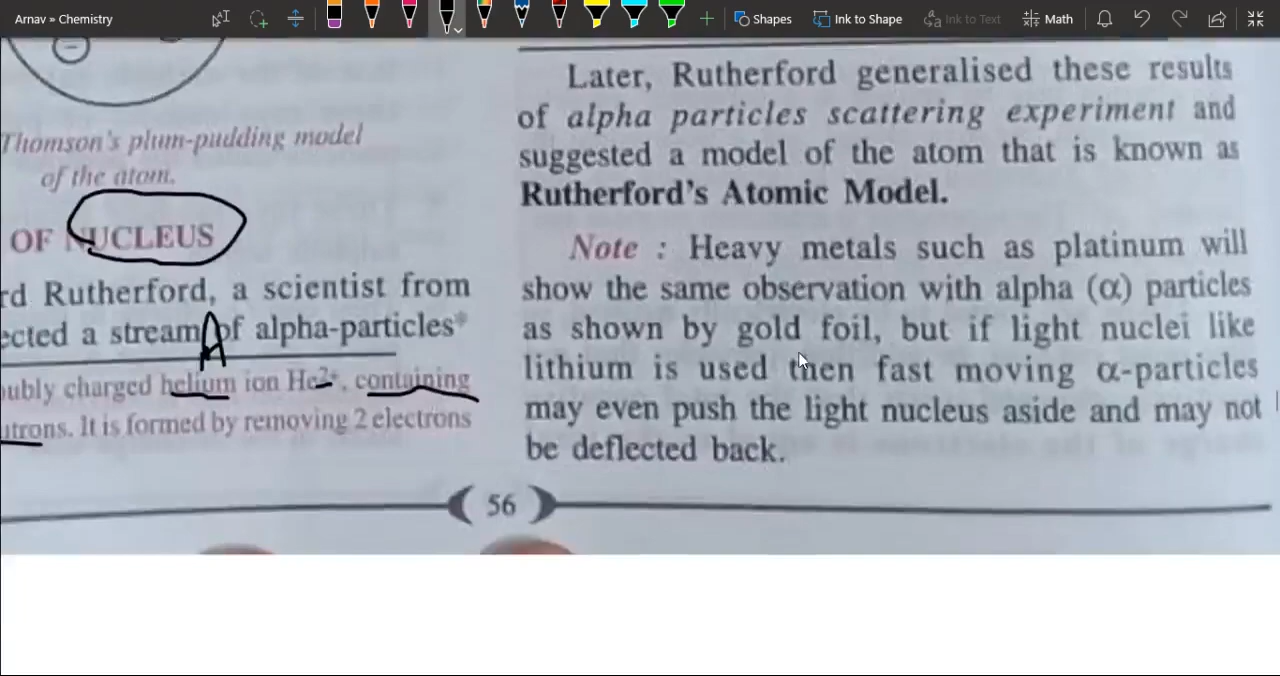 Arnav » Chemistry
Shapes
Ink to Shape
Ink to Text
Math
Thomson's plum-pudding model
of the atom.
OF NUCLEUS
rd Rutherford, a scientist from
ected a stream of alpha-particles*
oubly charged helium ion He2+, containing
utrons. It is formed by removing 2 electrons
Later, Rutherford generalised these results
of alpha particles scattering experiment and
suggested a model of the atom that is known as
Rutherford's Atomic Model.
Note : Heavy metals such as platinum will
show the same observation with alpha (α) particles
as shown by gold foil, but if light nuclei like
lithium is used then fast moving α-particles
may even push the light nucleus aside and may not
be deflected back.
56